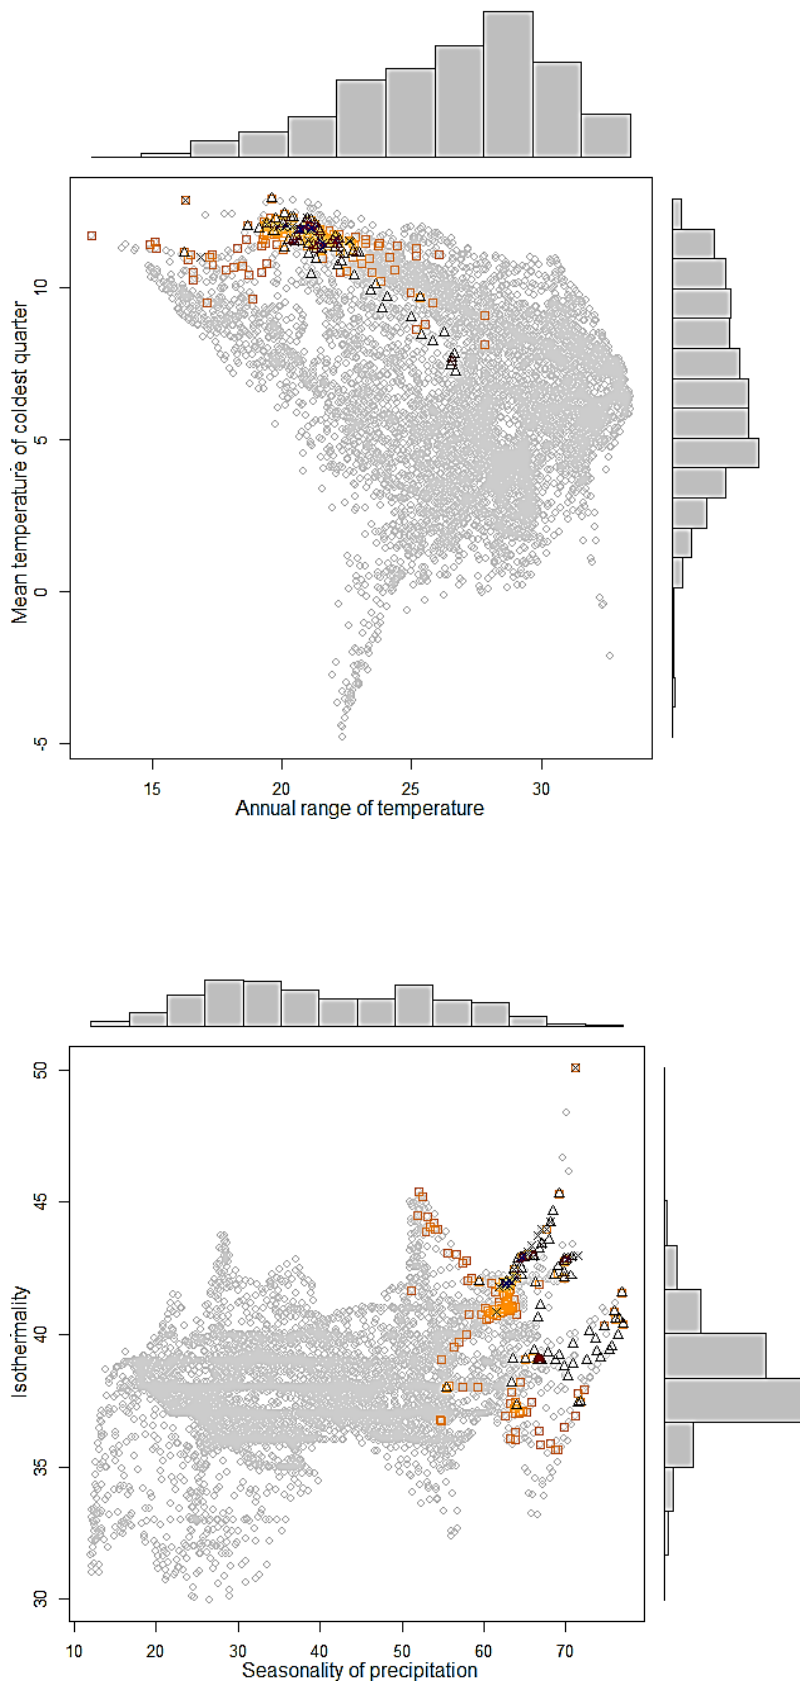 10
5
0
-5
Mean temperature of coldest quarter
15 20 25 30
Annual range of temperature
50
45
40
35
30
Isothermality
10 20 30 40 50 60 70
Seasonality of precipitation